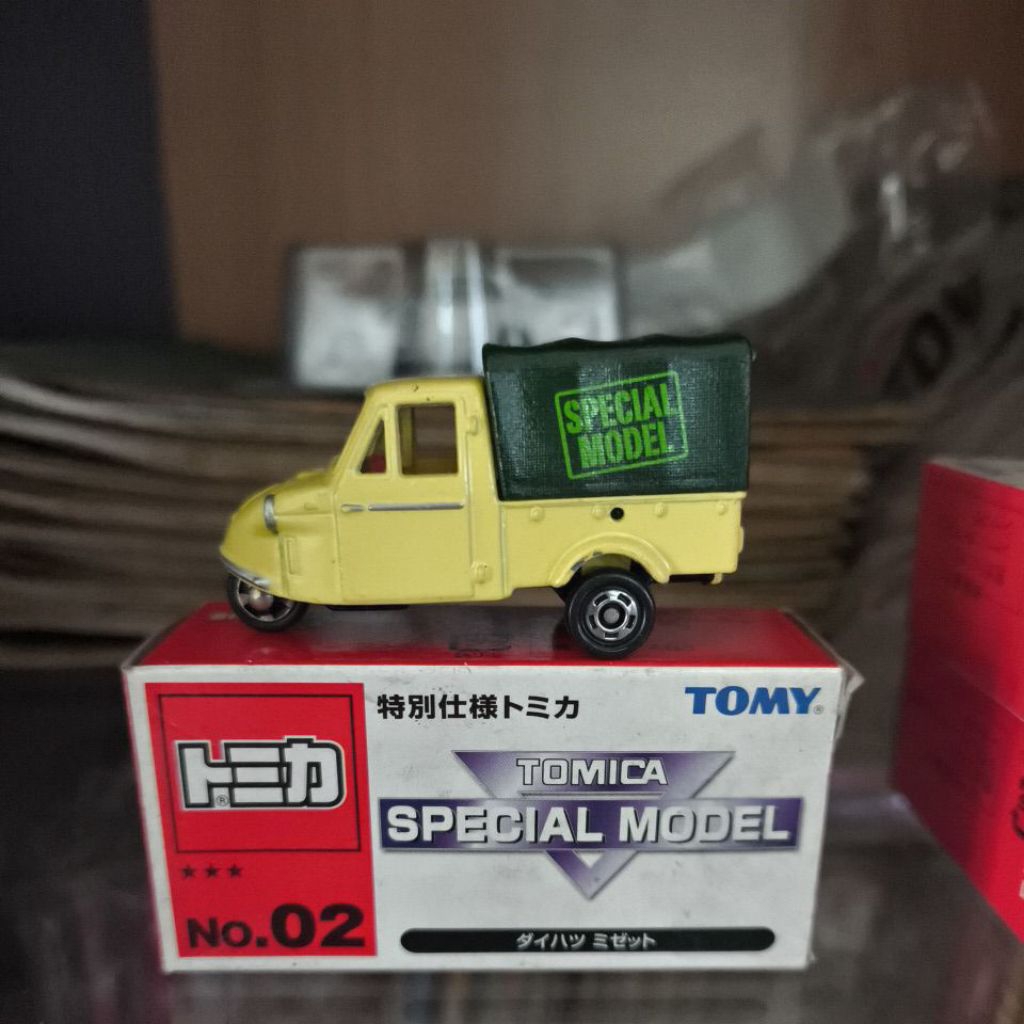 SPECIAL
MODEL
特別仕様トミカ
TOMY®
トミカ®
TOMICA
SPECIAL MODEL
★★★
No.02
ダイハツ ミゼット